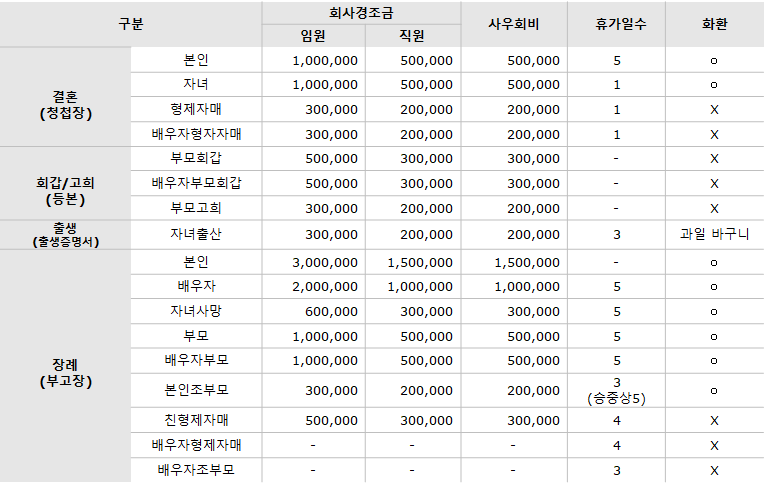 구분 회사경조금 사우회비 휴가일수 화환
임원 직원
결혼
(청첩장)
본인 1,000,000 500,000 500,000 5 o
자녀 1,000,000 500,000 500,000 1 o
형제자매 300,000 200,000 200,000 1 X
배우자형자자매 300,000 200,000 200,000 1 X
회갑/고희
(등본)
부모회갑 500,000 300,000 300,000 - X
배우자부모회갑 500,000 300,000 300,000 - X
부모고희 300,000 200,000 200,000 - X
출생
(출생증명서)
자녀출산 300,000 200,000 200,000 3 과일 바구니
장례
(부고장)
본인 3,000,000 1,500,000 1,500,000 - o
배우자 2,000,000 1,000,000 1,000,000 5 o
자녀사망 600,000 300,000 300,000 5 o
부모 1,000,000 500,000 500,000 5 o
배우자부모 1,000,000 500,000 500,000 5 o
본인조부모 300,000 200,000 200,000 3 o
(승중상5)
친형제자매 500,000 300,000 300,000 4 X
배우자형제자매 - - - 4 X
배우자조부모 - - - 3 X